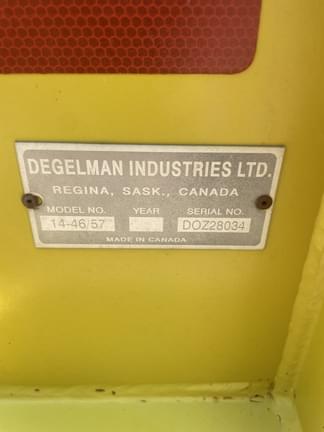 DEGELMAN INDUSTRIES LTD.
REGINA, SASK., CANADA
MODEL NO. YEAR SERIAL NO.
14-46/57 DOZ28034
MADE IN CANADA